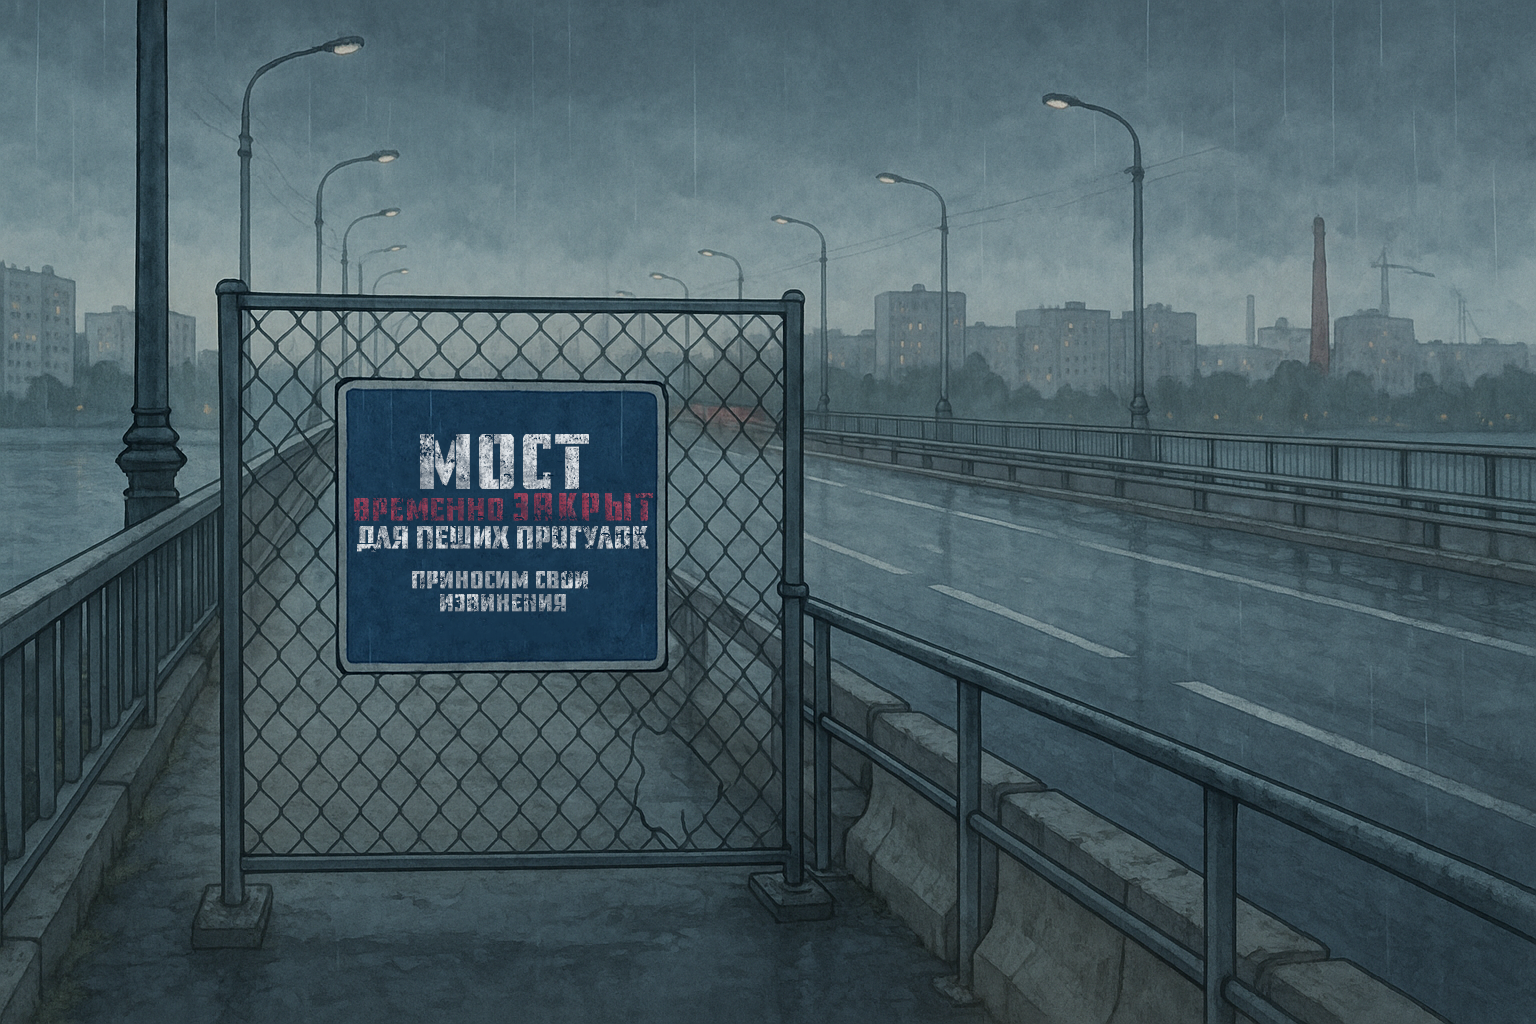 МОСТ
ВРЕМЕННО ЗАКРЫТ
ДЛЯ ПЕШИХ ПРОГУЛОК
ПРИНОСИМ СВОИ
ИЗВИНЕНИЯ